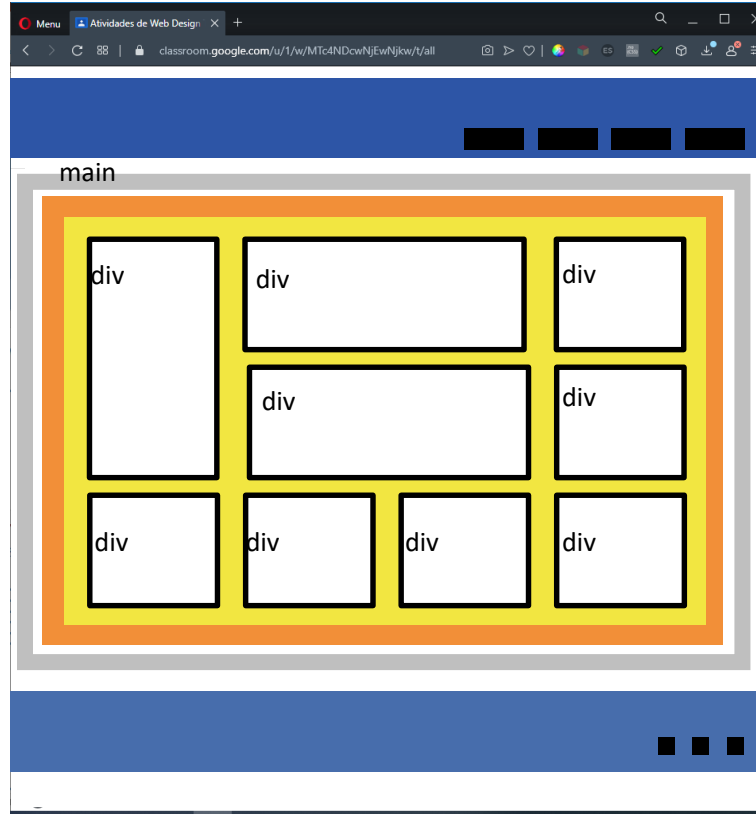 Menu
Atividades de Web Design
classroom.google.com/u/1/w/MTc4NDcwNjEwNjkw/t/all
main
div
div
div
div
div
div
div
div
div